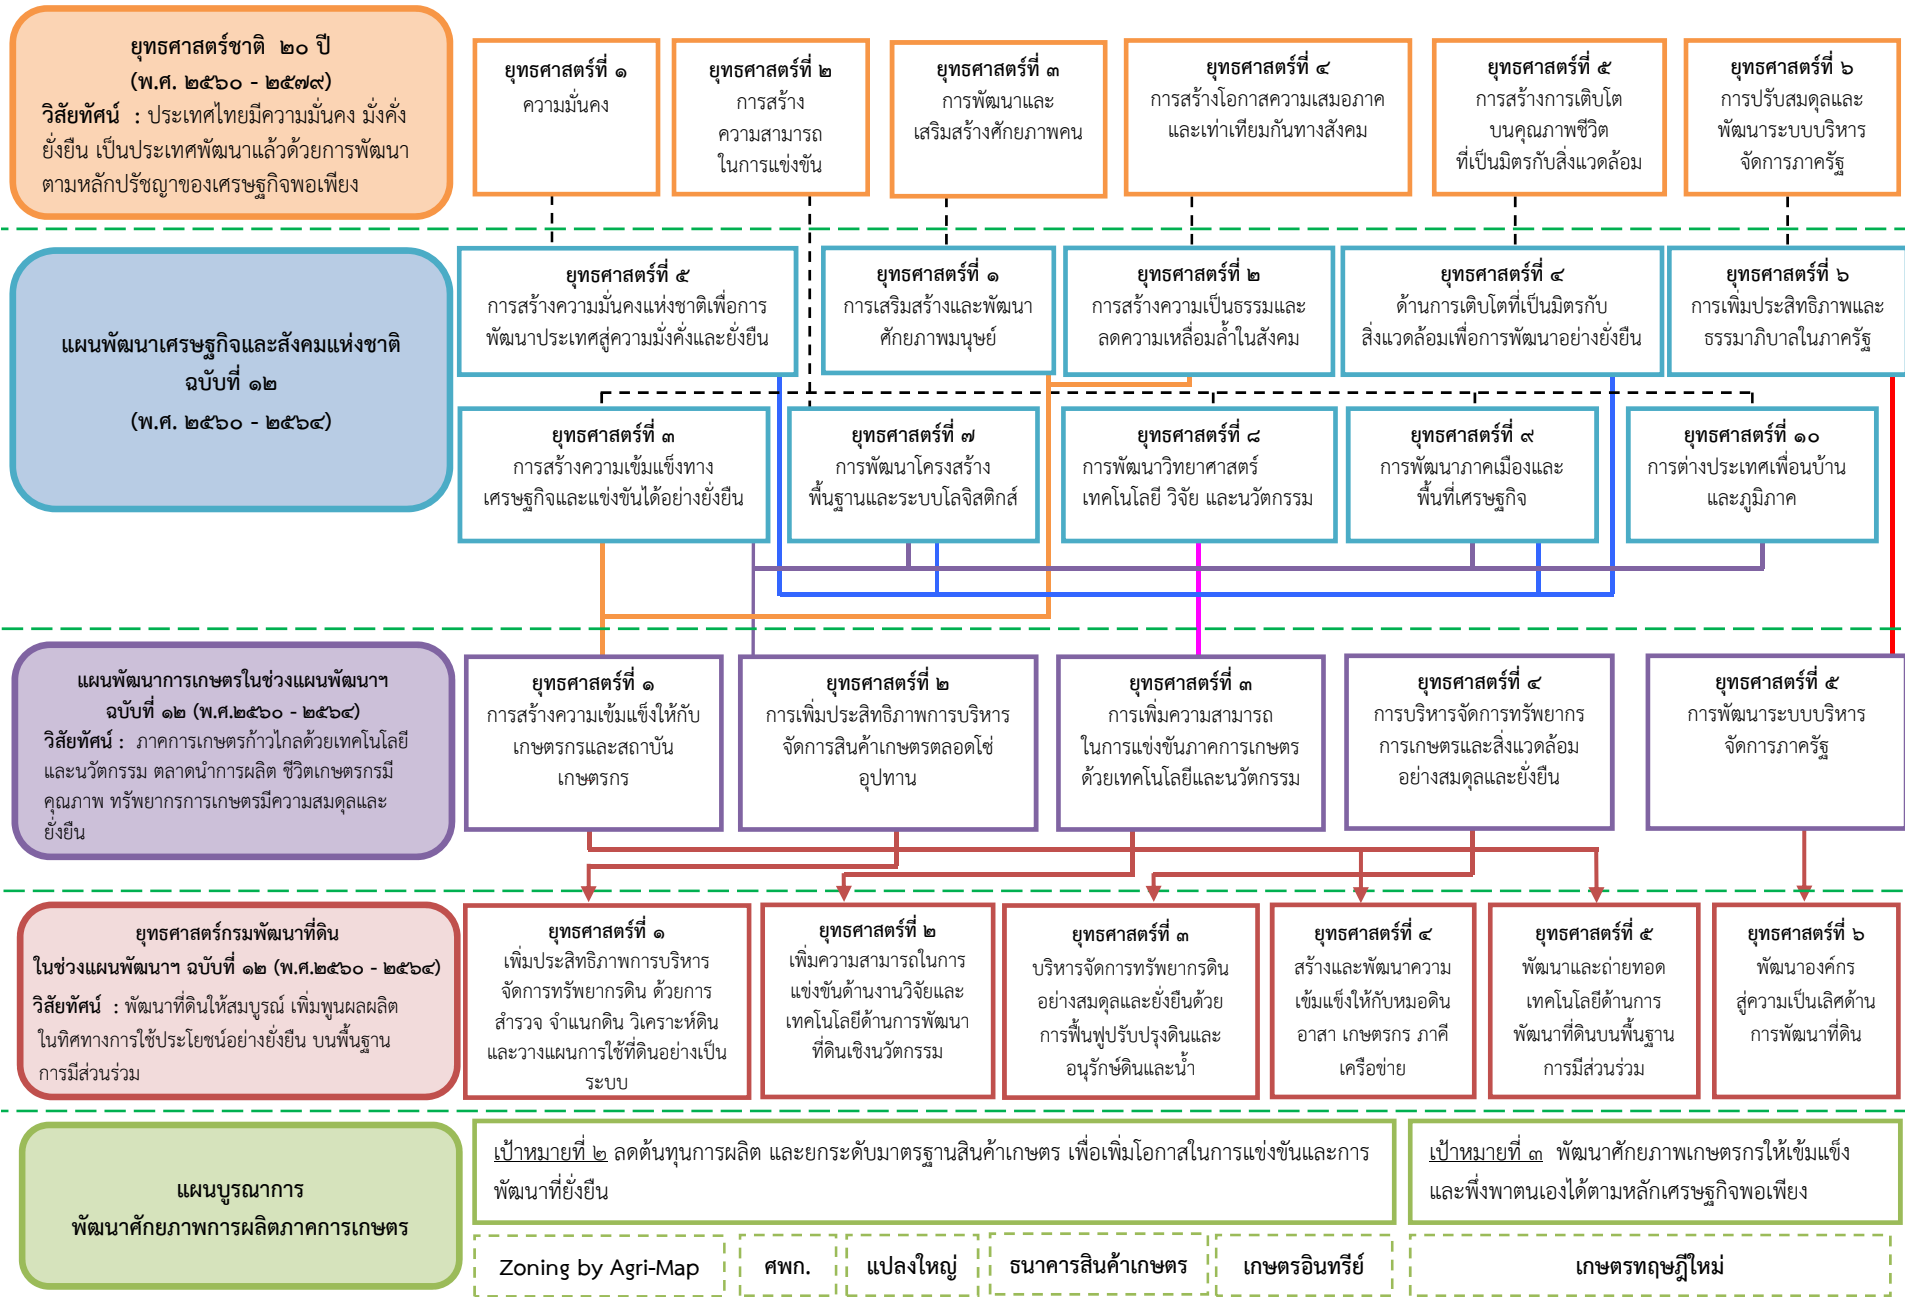 ยุทธศาสตร์ชาติ ๒๐ ปี
(พ.ศ. ๒๕๖๐ - ๒๕๗๙)
วิสัยทัศน์ : ประเทศไทยมีความมั่นคง มั่งคั่ง
ยั่งยืน เป็นประเทศพัฒนาแล้วด้วยการพัฒนา
ตามหลักปรัชญาของเศรษฐกิจพอเพียง
ยุทธศาสตร์ที่ ๑
ความมั่นคง
ยุทธศาสตร์ที่ ๒
การสร้าง
ความสามารถ
ในการแข่งขัน
ยุทธศาสตร์ที่ ๓
การพัฒนาและ
เสริมสร้างศักยภาพคน
ยุทธศาสตร์ที่ ๔
การสร้างโอกาสความเสมอภาค
และเท่าเทียมกันทางสังคม
ยุทธศาสตร์ที่ ๕
การสร้างการเติบโต
บนคุณภาพชีวิต
ที่เป็นมิตรกับสิ่งแวดล้อม
ยุทธศาสตร์ที่ ๖
การปรับสมดุลและ
พัฒนาระบบบริหาร
จัดการภาครัฐ
แผนพัฒนาเศรษฐกิจและสังคมแห่งชาติ
ฉบับที่ ๑๒
(พ.ศ. ๒๕๖๐ - ๒๕๖๔)
ยุทธศาสตร์ที่ ๕
การสร้างความมั่นคงแห่งชาติเพื่อการ
พัฒนาประเทศสู่ความมั่งคั่งและยั่งยืน
ยุทธศาสตร์ที่ ๑
การเสริมสร้างและพัฒนา
ศักยภาพมนุษย์
ยุทธศาสตร์ที่ ๒
การสร้างความเป็นธรรมและ
ลดความเหลื่อมล้ำในสังคม
ยุทธศาสตร์ที่ ๔
ด้านการเติบโตที่เป็นมิตรกับ
สิ่งแวดล้อมเพื่อการพัฒนาอย่างยั่งยืน
ยุทธศาสตร์ที่ ๖
การเพิ่มประสิทธิภาพและ
ธรรมาภิบาลในภาครัฐ
ยุทธศาสตร์ที่ ๓
การสร้างความเข้มแข็งทาง
เศรษฐกิจและแข่งขันได้อย่างยั่งยืน
ยุทธศาสตร์ที่ ๗
การพัฒนาโครงสร้าง
พื้นฐานและระบบโลจิสติกส์
ยุทธศาสตร์ที่ ๘
การพัฒนาวิทยาศาสตร์
เทคโนโลยี วิจัย และนวัตกรรม
ยุทธศาสตร์ที่ ๙
การพัฒนาภาคเมืองและ
พื้นที่เศรษฐกิจ
ยุทธศาสตร์ที่ ๑๐
การต่างประเทศเพื่อนบ้าน
และภูมิภาค
แผนพัฒนาการเกษตรในช่วงแผนพัฒนาฯ
ฉบับที่ ๑๒ (พ.ศ.๒๕๖๐ - ๒๕๖๔)
วิสัยทัศน์ : ภาคการเกษตรก้าวไกลด้วยเทคโนโลยี
และนวัตกรรม ตลาดนำการผลิต ชีวิตเกษตรกรมี
คุณภาพ ทรัพยากรการเกษตรมีความสมดุลและ
ยั่งยืน
ยุทธศาสตร์ที่ ๑
การสร้างความเข้มแข็งให้กับ
เกษตรกรและสถาบัน
เกษตรกร
ยุทธศาสตร์ที่ ๒
การเพิ่มประสิทธิภาพการบริหาร
จัดการสินค้าเกษตรตลอดโซ่
อุปทาน
ยุทธศาสตร์ที่ ๓
การเพิ่มความสามารถ
ในการแข่งขันภาคการเกษตร
ด้วยเทคโนโลยีและนวัตกรรม
ยุทธศาสตร์ที่ ๔
การบริหารจัดการทรัพยากร
การเกษตรและสิ่งแวดล้อม
อย่างสมดุลและยั่งยืน
ยุทธศาสตร์ที่ ๕
การพัฒนาระบบบริหาร
จัดการภาครัฐ
ยุทธศาสตร์กรมพัฒนาที่ดิน
ในช่วงแผนพัฒนาฯ ฉบับที่ ๑๒ (พ.ศ.๒๕๖๐ - ๒๕๖๔)
วิสัยทัศน์ : พัฒนาที่ดินให้สมบูรณ์ เพิ่มพูนผลผลิต
ในทิศทางการใช้ประโยชน์อย่างยั่งยืน บนพื้นฐาน
การมีส่วนร่วม
ยุทธศาสตร์ที่ ๑
เพิ่มประสิทธิภาพการบริหาร
จัดการทรัพยากรดิน ด้วยการ
สำรวจ จำแนกดิน วิเคราะห์ดิน
และวางแผนการใช้ที่ดินอย่างเป็น
ระบบ
ยุทธศาสตร์ที่ ๒
เพิ่มความสามารถในการ
แข่งขันด้านงานวิจัยและ
เทคโนโลยีด้านการพัฒนา
ที่ดินเชิงนวัตกรรม
ยุทธศาสตร์ที่ ๓
บริหารจัดการทรัพยากรดิน
อย่างสมดุลและยั่งยืนด้วย
การฟื้นฟูปรับปรุงดินและ
อนุรักษ์ดินและน้ำ
ยุทธศาสตร์ที่ ๔
สร้างและพัฒนาความ
เข้มแข็งให้กับหมอดิน
อาสา เกษตรกร ภาคี
เครือข่าย
ยุทธศาสตร์ที่ ๕
พัฒนาและถ่ายทอด
เทคโนโลยีด้านการ
พัฒนาที่ดินบนพื้นฐาน
การมีส่วนร่วม
ยุทธศาสตร์ที่ ๖
พัฒนาองค์กร
สู่ความเป็นเลิศด้าน
การพัฒนาที่ดิน
แผนบูรณาการ
พัฒนาศักยภาพการผลิตภาคการเกษตร
เป้าหมายที่ ๒ ลดต้นทุนการผลิต และยกระดับมาตรฐานสินค้าเกษตร เพื่อเพิ่มโอกาสในการแข่งขันและการ
พัฒนาที่ยั่งยืน
เป้าหมายที่ ๓ พัฒนาศักยภาพเกษตรกรให้เข้มแข็ง
และพึ่งพาตนเองได้ตามหลักเศรษฐกิจพอเพียง
Zoning by Agri-Map
ศพก.
แปลงใหญ่
ธนาคารสินค้าเกษตร
เกษตรอินทรีย์
เกษตรทฤษฎีใหม่